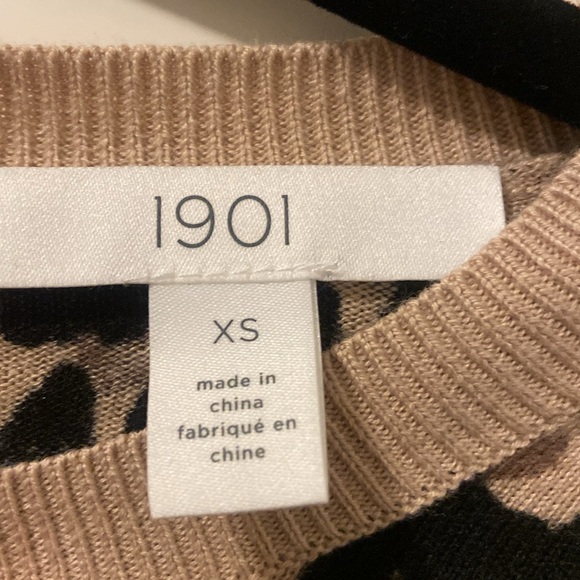 1901
XS
made in
china
fabriqué en
chine